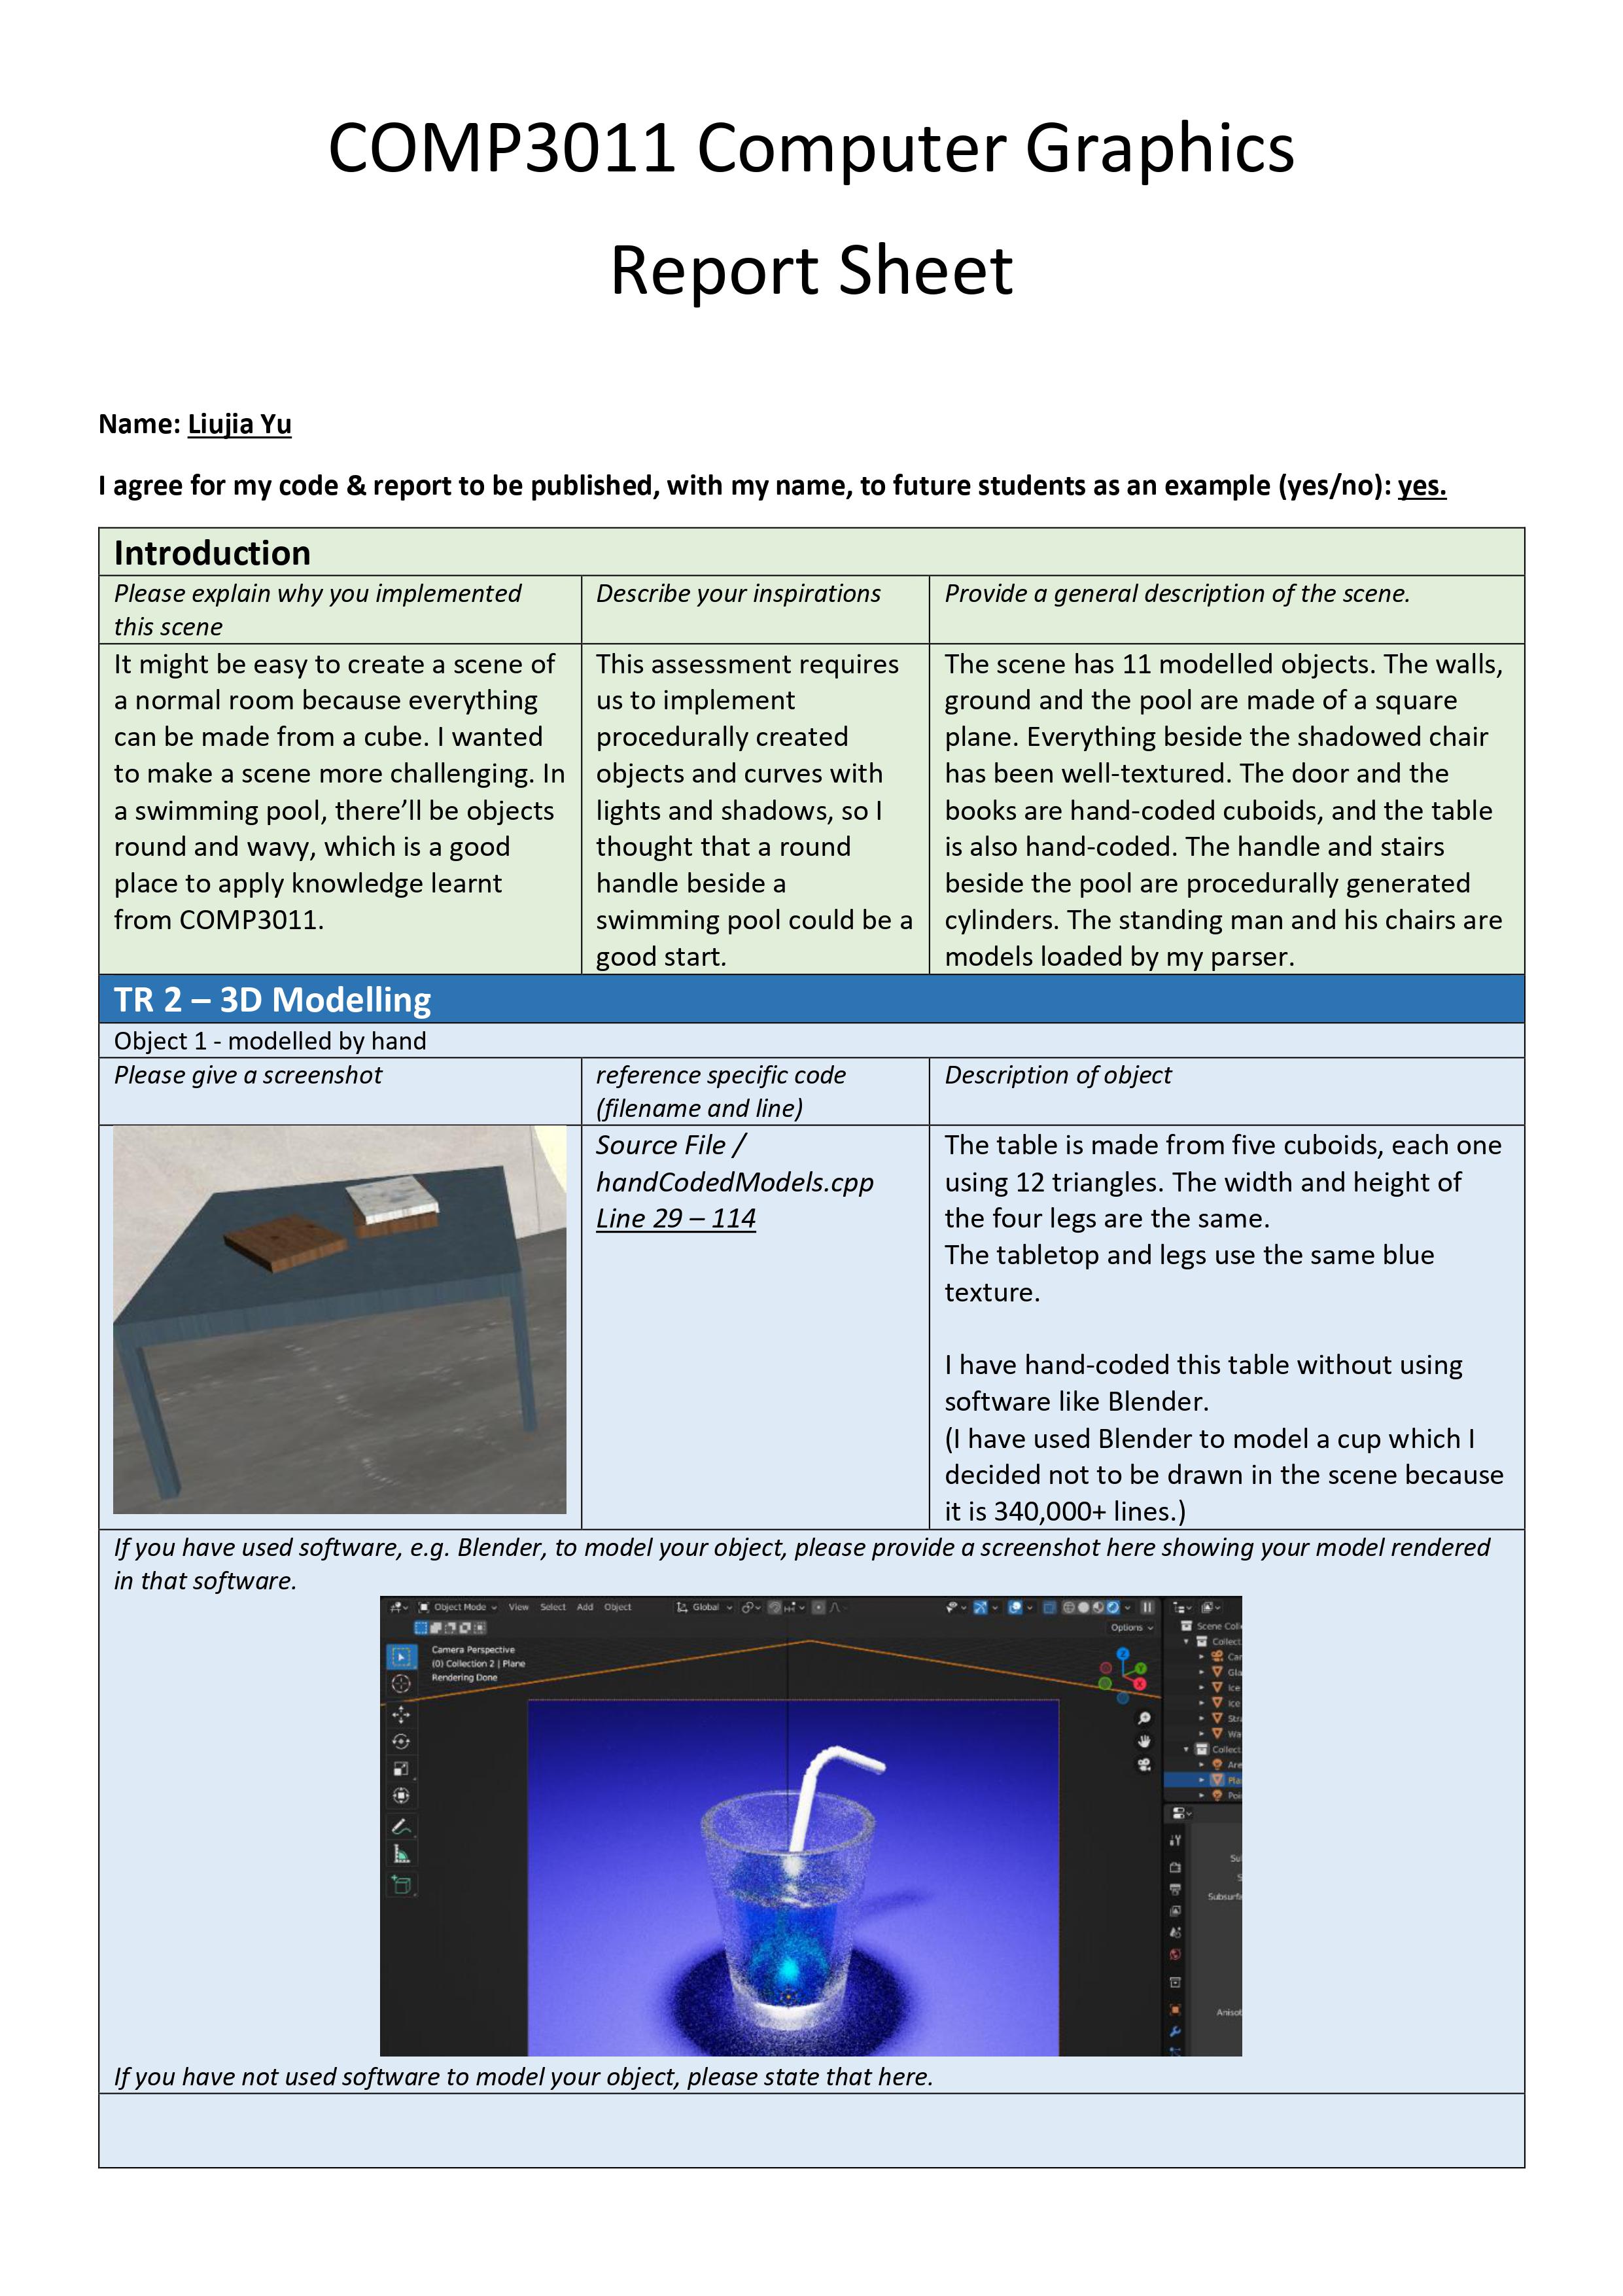 COMP3011 Computer Graphics
Report Sheet
Name: Liujia Yu
I agree for my code & report to be published, with my name, to future students as an example (yes/no): yes.
Introduction
Please explain why you implemented
this scene
Describe your inspirations
Provide a general description of the scene.
It might be easy to create a scene of
a normal room because everything
can be made from a cube. I wanted
to make a scene more challenging. In
a swimming pool, there’ll be objects
round and wavy, which is a good
place to apply knowledge learnt
from COMP3011.
This assessment requires
us to implement
procedurally created
objects and curves with
lights and shadows, so I
thought that a round
handle beside a
swimming pool could be a
good start.
The scene has 11 modelled objects. The walls,
ground and the pool are made of a square
plane. Everything beside the shadowed chair
has been well-textured. The door and the
books are hand-coded cuboids, and the table
is also hand-coded. The handle and stairs
beside the pool are procedurally generated
cylinders. The standing man and his chairs are
models loaded by my parser.
TR 2 – 3D Modelling
Object 1 - modelled by hand
Please give a screenshot
reference specific code
(filename and line)
Description of object
Source File /
handCodedModels.cpp
Line 29 – 114
The table is made from five cuboids, each one
using 12 triangles. The width and height of
the four legs are the same.
The tabletop and legs use the same blue
texture.
I have hand-coded this table without using
software like Blender.
(I have used Blender to model a cup which I
decided not to be drawn in the scene because
it is 340,000+ lines.)
If you have used software, e.g. Blender, to model your object, please provide a screenshot here showing your model rendered
in that software.
Object Mode View Select Add Object Global
Options
Camera Perspective
(0) Collection 2 | Plane
Rendering Done
Z
Y
X
Scene Coll
Collect
Car
Gla
Ice
Ice
Stra
Wa
Collect
Are
Pla
Poi
Su
S
Subsurfa
Anisot
If you have not used software to model your object, please state that here.